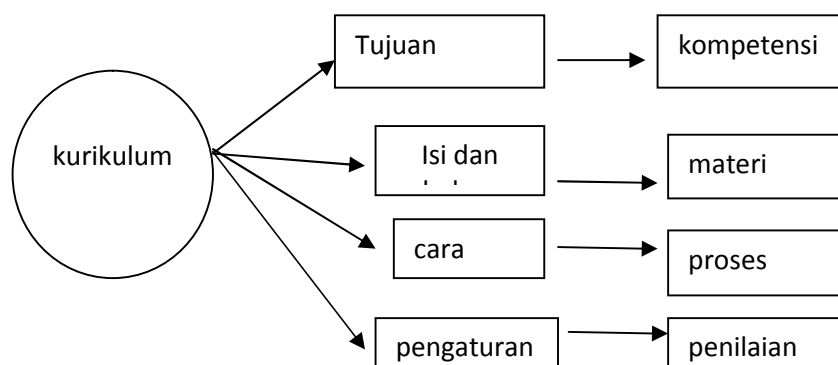 Tujuan
kompetensi
kurikulum
Isi dan
materi
cara
proses
pengaturan
penilaian